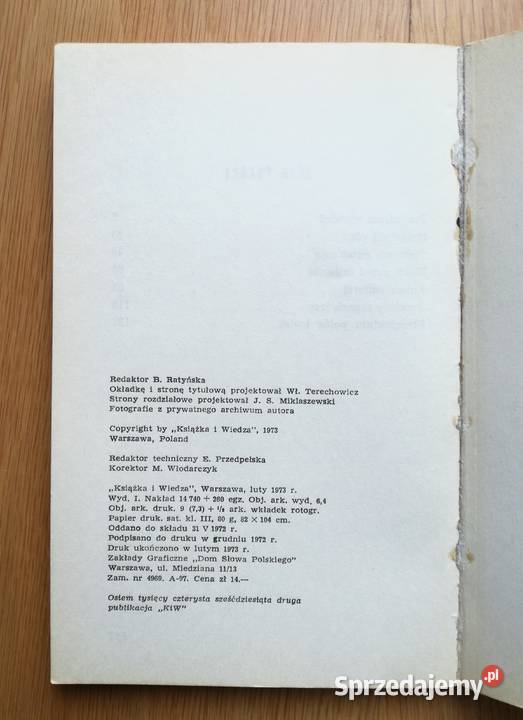 Redaktor B. Ratyńska
Okładkę i stronę tytułową projektował Wł. Terechowicz
Strony rozdziałowe projektował J. S. Miklaszewski
Fotografie z prywatnego archiwum autora
Copyright by „Książka i Wiedza", 1973
Warszawa, Poland
Redaktor techniczny E. Przedpelska
Korektor M. Włodarczyk
„Książka i Wiedza", Warszawa, luty 1973 r.
Wyd. I. Nakład 14 740 + 260 egz. Obj. ark. wyd. 6,4
Obj. ark. druk. 9 (7,3) + ¹/₈ ark. wkładek rotogr.
Papier druk. sat. kl. III, 80 g, 82 × 104 cm.
Oddano do składu 31 V 1972 r.
Podpisano do druku w grudniu 1972 r.
Druk ukończono w lutym 1973 r.
Zakłady Graficzne „Dom Słowa Polskiego"
Warszawa, ul. Miedziana 11/13
Zam. nr 4969. A-97. Cena zł 14.—
Osiem tysięcy czterysta sześćdziesiąta druga
publikacja „KiW"
Sprzedajemy.pl